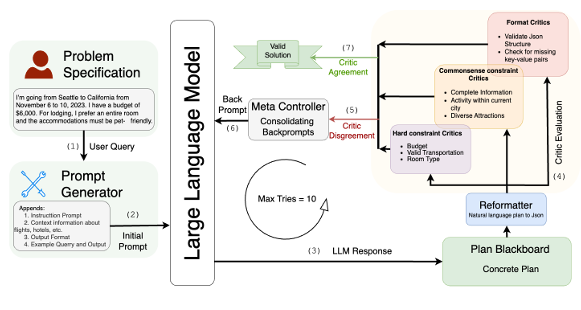 Problem
Specification
I'm going from Seattle to California from
November 6 to 10, 2023. I have a budget of
$6,000. For lodging, I prefer an entire room
and the accommodations must be pet- friendly.
(1)
User Query
Prompt
Generator
Appends:
1. Instruction Prompt
2. Context information about
flights, hotels, etc.
3. Output Format
4. Example Querry and Output
(2)
Initial
Prompt
Large Language Model
Valid
Solution
(7)
Critic
Agreement
Back
Prompt
(6)
Meta Controller
Consolidating
Backprompts
(5)
Critic
Disgreement
Max Tries = 10
(3) LLM Response
Format Critics
• Validate Json
Structure
• Check for missing
key-value pairs
Commonsense constraint
Critics
• Complete Information
• Activity within current
city
• Diverse Attractions
Hard constraint Critics
• Budget
• Valid Transportation
• Room Type
Critic Evaluation
(4)
Reformatter
Natural language plan to Json
Plan Blackboard
Concrete Plan